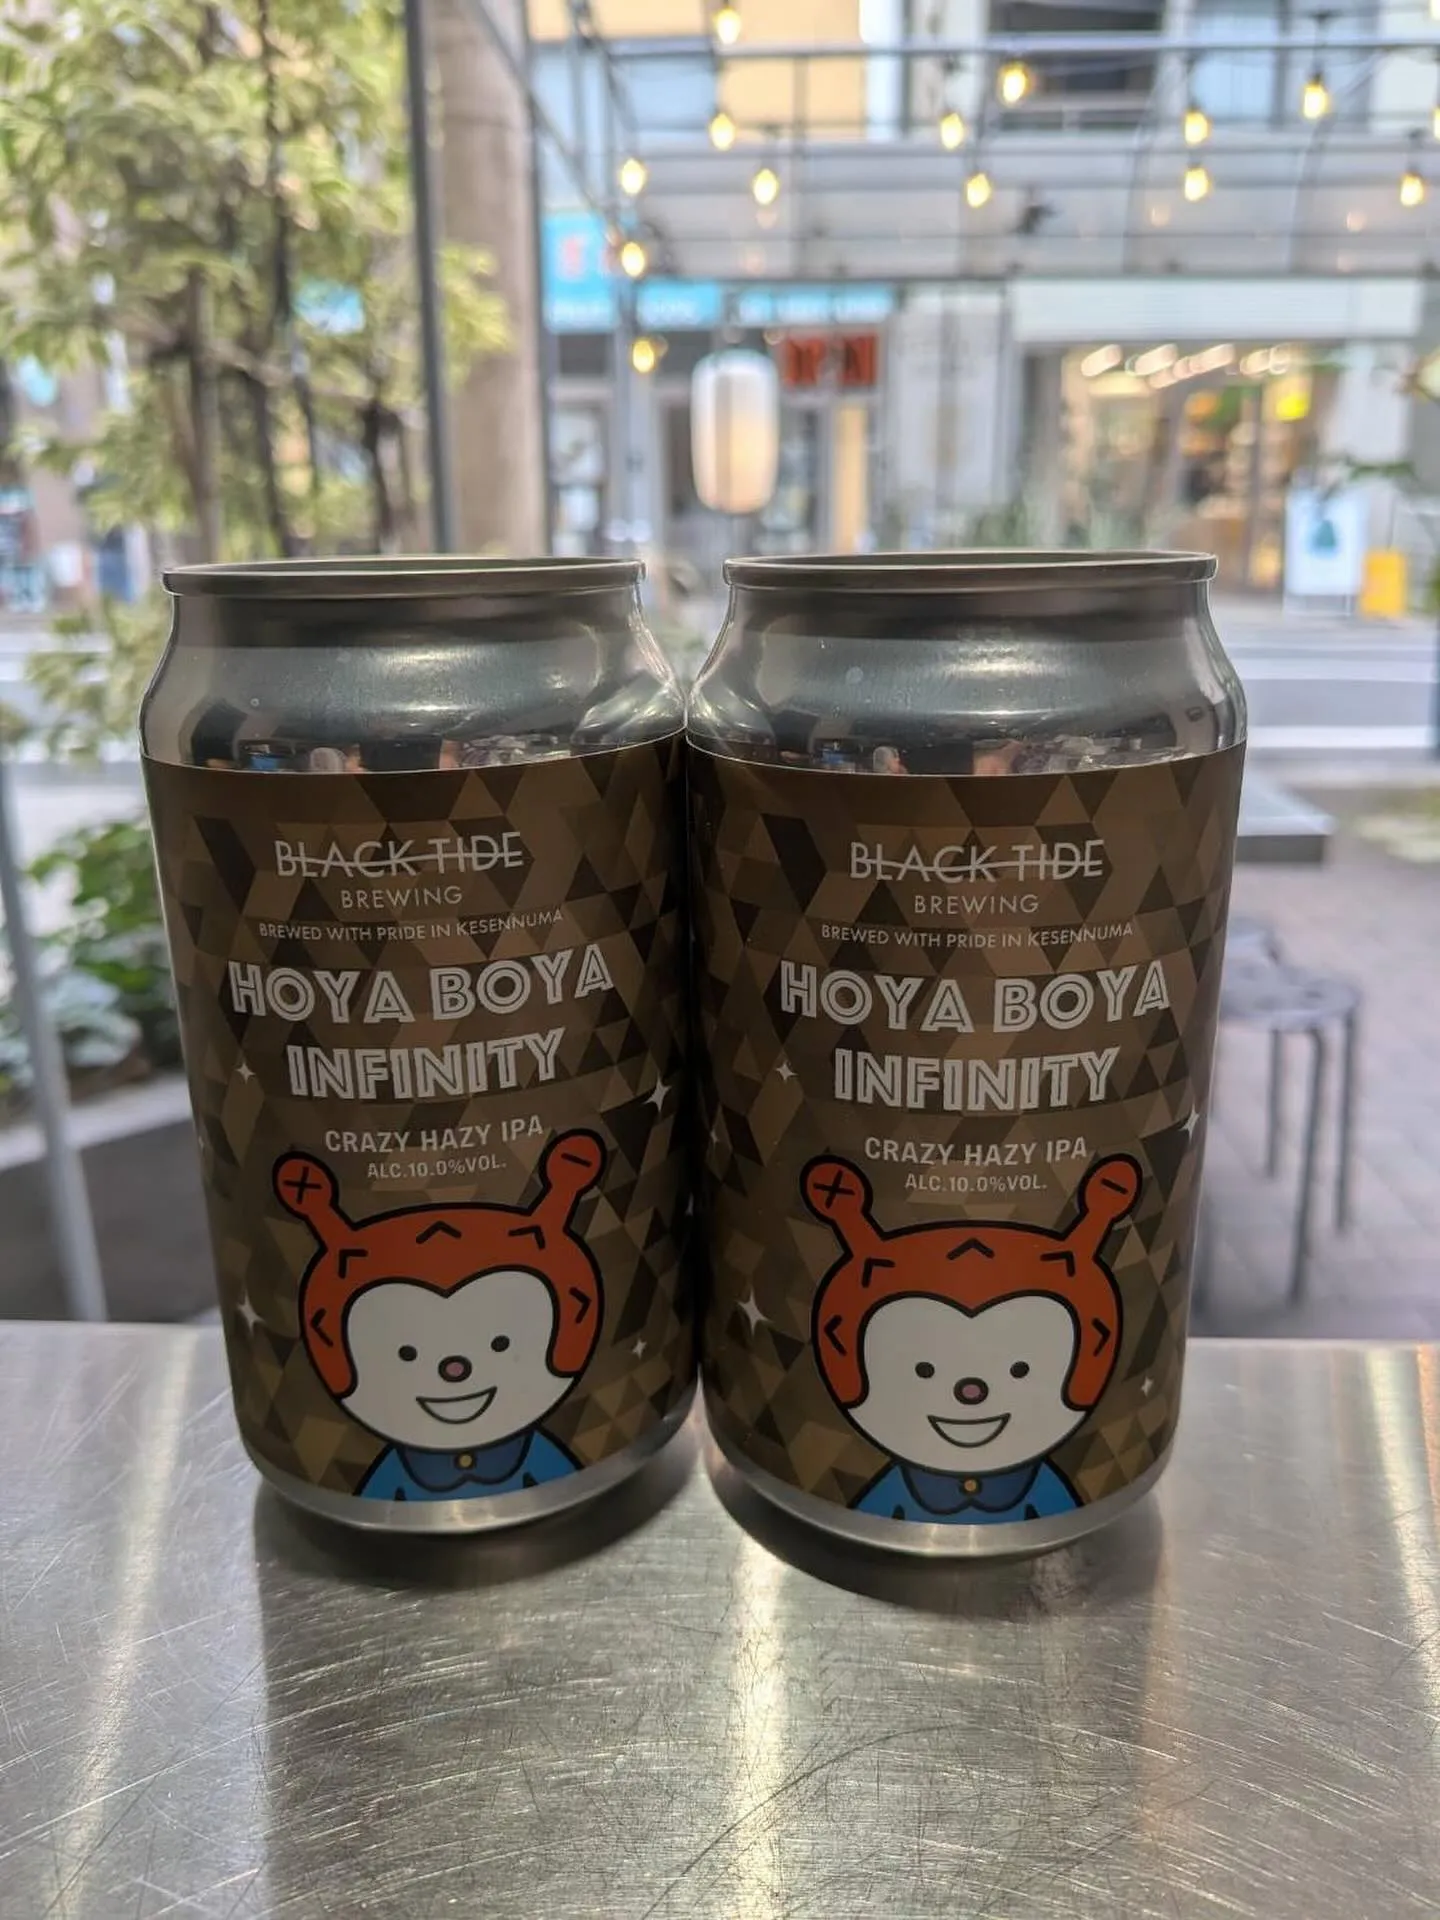 BLACK TIDE
BREWING
BREWED WITH PRIDE IN KESENNUMA
HOYA BOYA
INFINITY
CRAZY HAZY IPA
ALC.10.0%VOL.
BLACK TIDE
BREWING
BREWED WITH PRIDE IN KESENNUMA
HOYA BOYA
INFINITY
CRAZY HAZY IPA
ALC.10.0%VOL.